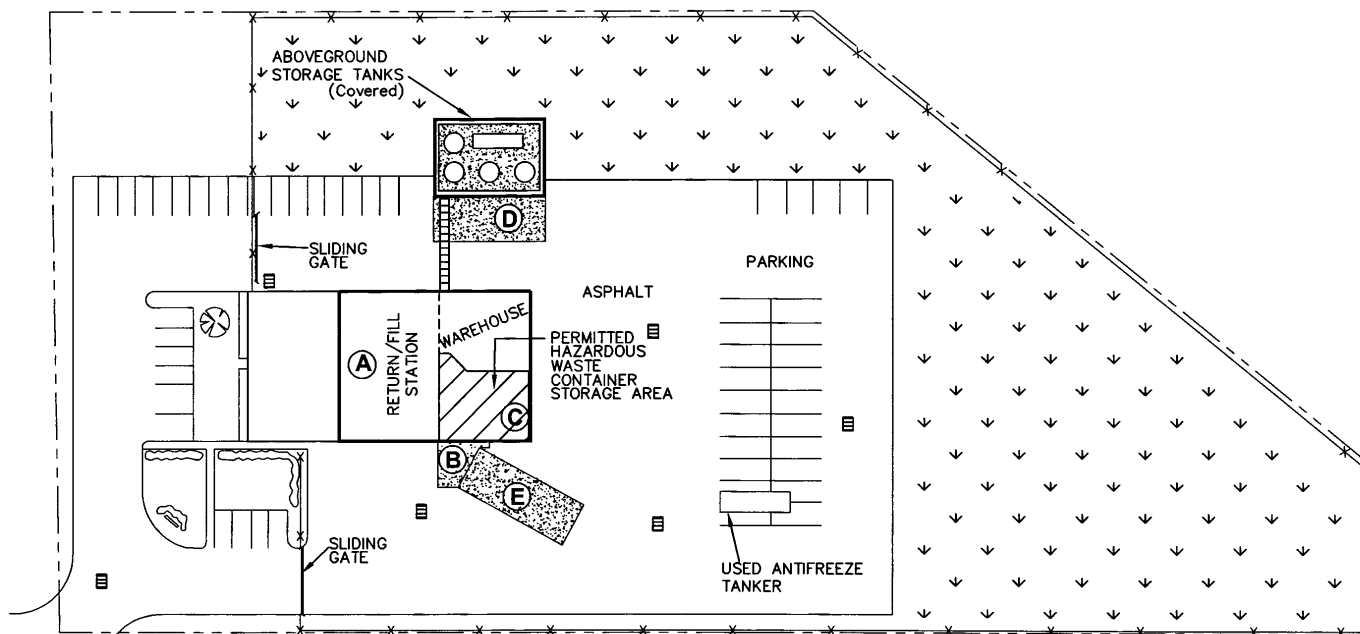 ABOVEGROUND
STORAGE TANKS
(Covered)
D
SLIDING
GATE
PARKING
ASPHALT
A
RETURN/FILL
STATION
WAREHOUSE
PERMITTED
HAZARDOUS
WASTE
CONTAINER
STORAGE AREA
C
B
E
SLIDING
GATE
USED ANTIFREEZE
TANKER